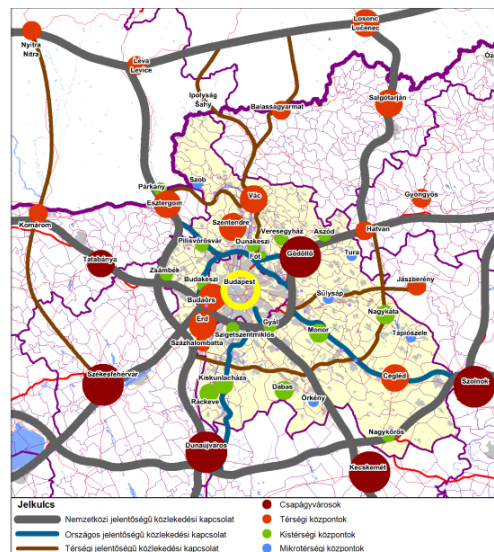 Losonc
Lučenec
Nyitra
Nitra
Léva
Levice
Ipolyság
Šahy
Balassagyarmat
Salgótarján
Párkány
Szob
Esztergom
Vác
Gyöngyös
Komárom
Szentendre
Veresegyház
Aszód
Hatvan
Pilisvörösvár
Dunakeszi
Fót
Gödöllő
Tatabánya
Zsámbék
Tura
Budakeszi
Budapest
Jászberény
Budaörs
Sülysáp
Érd
Gyál
Nagykáta
Szigetszentmiklós
Monor
Tápiószele
Százhalombatta
Székesfehérvár
Kiskunlacháza
Cegléd
Szolnok
Ráckeve
Dabas
Örkény
Nagykőrös
Dunaújváros
Kecskemét
Jelkulcs
Nemzetközi jelentőségű közlekedési kapcsolat
Országos jelentőségű közlekedési kapcsolat
Térségi jelentőségű közlekedési kapcsolat
Csapágyvárosok
Térségi központok
Kistérségi központok
Mikrotérségi központok